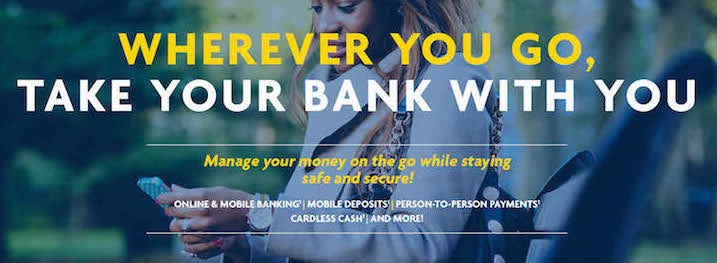 WHEREVER YOU GO,
TAKE YOUR BANK WITH YOU
Manage your money on the go while staying
safe and secure!
ONLINE & MOBILE BANKING¹ | MOBILE DEPOSITS¹ | PERSON-TO-PERSON PAYMENTS¹
CARDLESS CASH¹ | AND MORE!